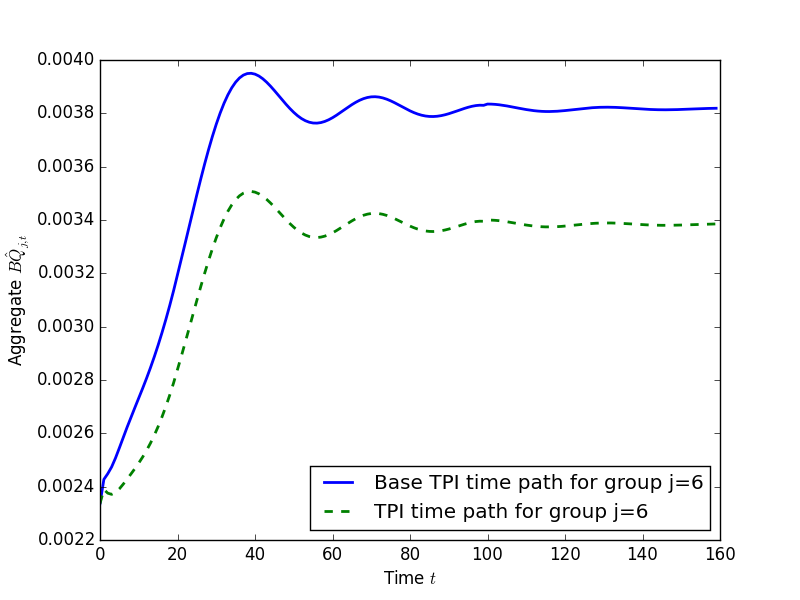 0.0040
0.0038
0.0036
0.0034
0.0032
0.0030
0.0028
0.0026
0.0024
0.0022
Aggregate $\hat{BQ}_{j,t}$
Base TPI time path for group j=6
TPI time path for group j=6
0 20 40 60 80 100 120 140 160
Time t